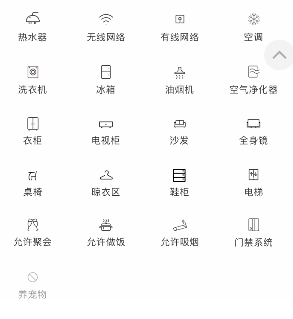 热水器 无线网络 有线网络 空调
洗衣机 冰箱 油烟机 空气净化器
衣柜 电视柜 沙发 全身镜
桌椅 晾衣区 鞋柜 电梯
允许聚会 允许做饭 允许吸烟 门禁系统
养宠物